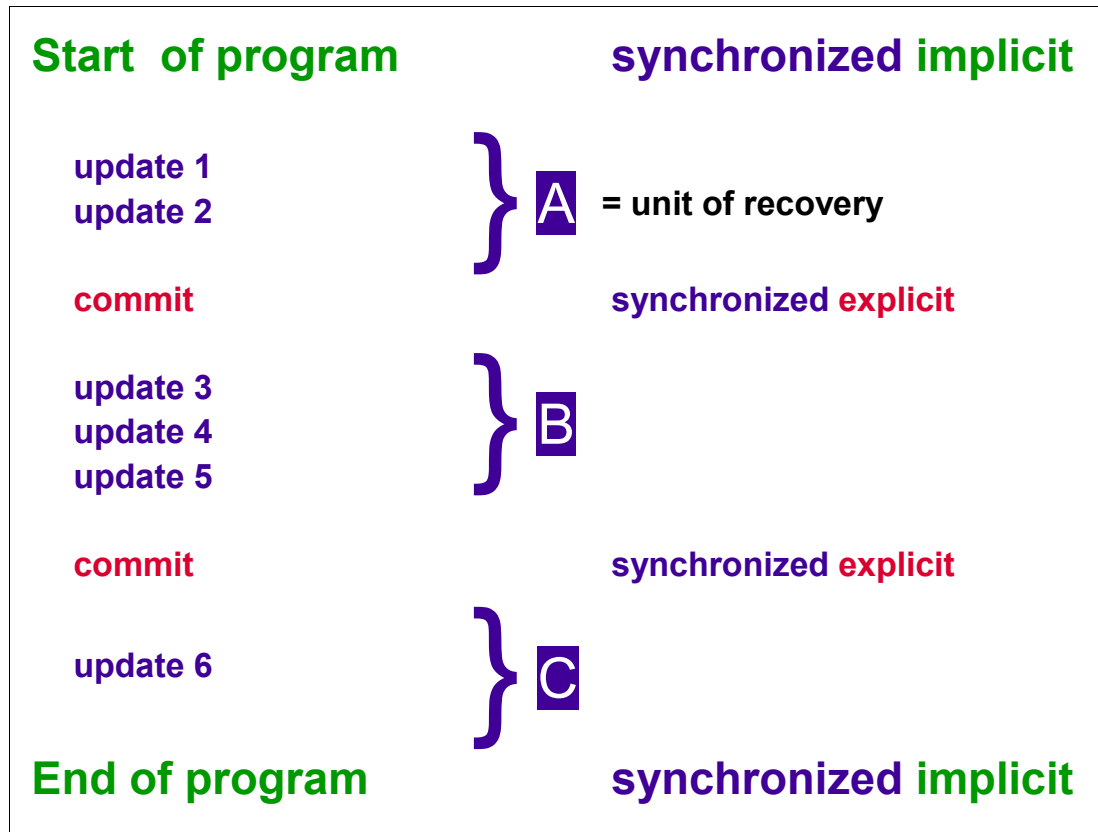 Start of program synchronized implicit
update 1
update 2
} A = unit of recovery
commit synchronized explicit
update 3
update 4
update 5
} B
commit synchronized explicit
update 6
} C
End of program synchronized implicit